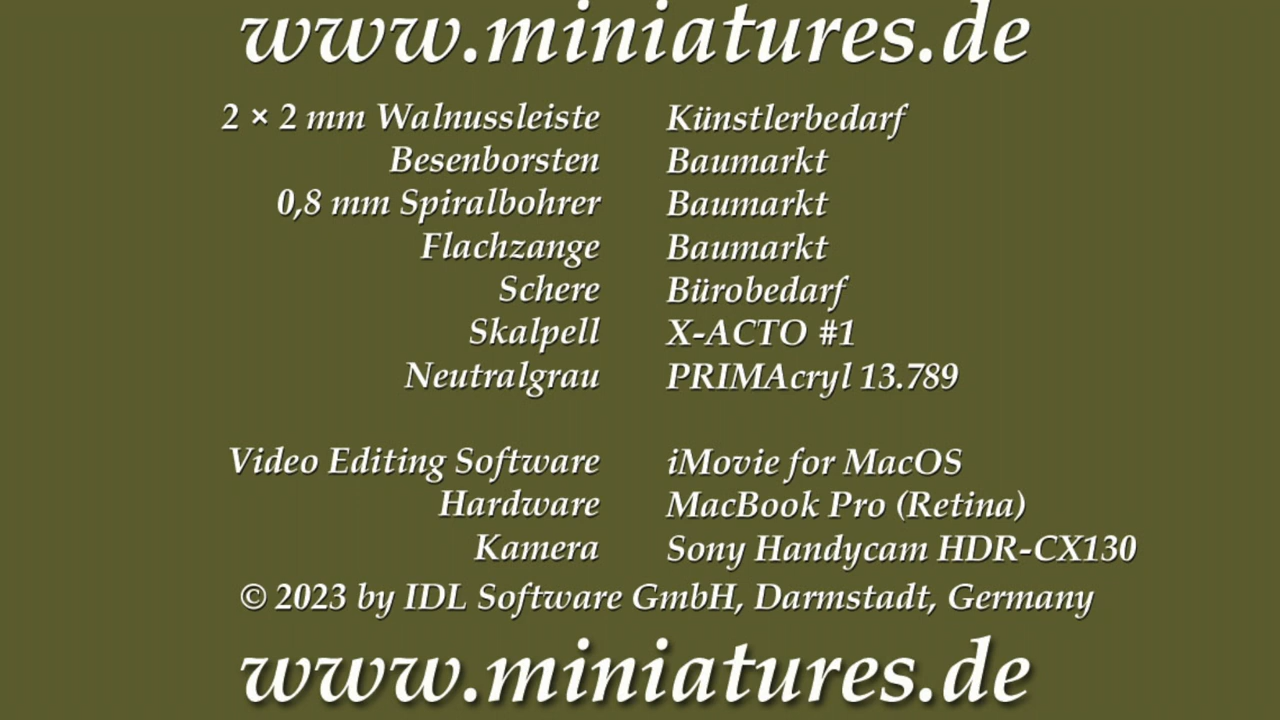 www.miniatures.de
2 × 2 mm Walnussleiste Künstlerbedarf
Besenborsten Baumarkt
0,8 mm Spiralbohrer Baumarkt
Flachzange Baumarkt
Schere Bürobedarf
Skalpell X-ACTO #1
Neutralgrau PRIMAcryl 13.789
Video Editing Software iMovie for MacOS
Hardware MacBook Pro (Retina)
Kamera Sony Handycam HDR-CX130
© 2023 by IDL Software GmbH, Darmstadt, Germany
www.miniatures.de